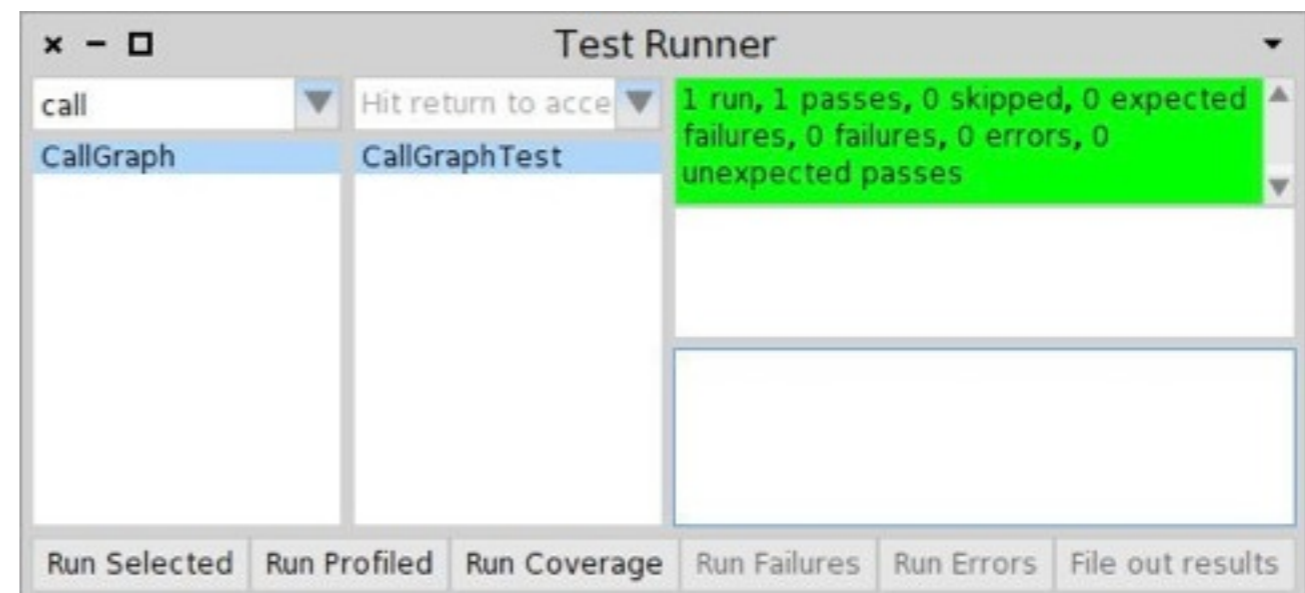 Test Runner
call
Hit return to acce
1 run, 1 passes, 0 skipped, 0 expected
failures, 0 failures, 0 errors, 0
unexpected passes
CallGraph
CallGraphTest
Run Selected
Run Profiled
Run Coverage
Run Failures
Run Errors
File out results